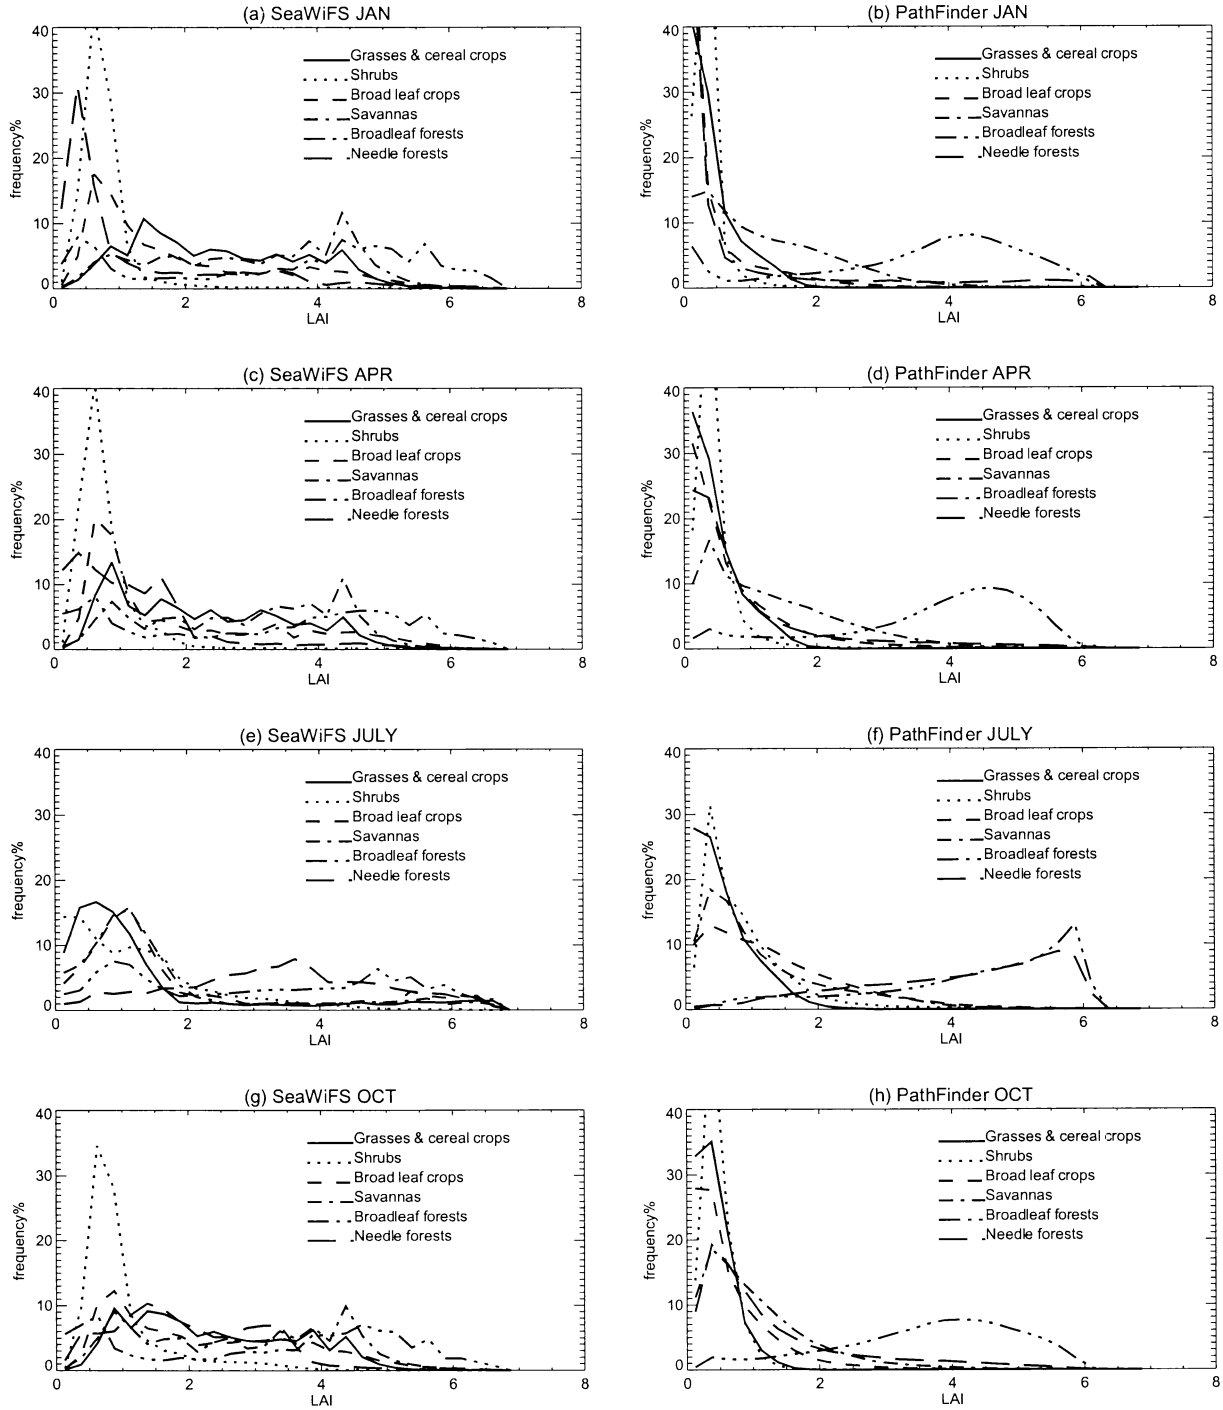 (a) SeaWiFS JAN
40
30
20
10
0
0 2 4 6 8
frequency%
LAI
Grasses & cereal crops
Shrubs
Broad leaf crops
Savannas
Broadleaf forests
Needle forests
(b) PathFinder JAN
40
30
20
10
0
0 2 4 6 8
frequency%
LAI
Grasses & cereal crops
Shrubs
Broad leaf crops
Savannas
Broadleaf forests
Needle forests
(c) SeaWiFS APR
40
30
20
10
0
0 2 4 6 8
frequency%
LAI
Grasses & cereal crops
Shrubs
Broad leaf crops
Savannas
Broadleaf forests
Needle forests
(d) PathFinder APR
40
30
20
10
0
0 2 4 6 8
frequency%
LAI
Grasses & cereal crops
Shrubs
Broad leaf crops
Savannas
Broadleaf forests
Needle forests
(e) SeaWiFS JULY
40
30
20
10
0
0 2 4 6 8
frequency%
LAI
Grasses & cereal crops
Shrubs
Broad leaf crops
Savannas
Broadleaf forests
Needle forests
(f) PathFinder JULY
40
30
20
10
0
0 2 4 6 8
frequency%
LAI
Grasses & cereal crops
Shrubs
Broad leaf crops
Savannas
Broadleaf forests
Needle forests
(g) SeaWiFS OCT
40
30
20
10
0
0 2 4 6 8
frequency%
LAI
Grasses & cereal crops
Shrubs
Broad leaf crops
Savannas
Broadleaf forests
Needle forests
(h) PathFinder OCT
40
30
20
10
0
0 2 4 6 8
frequency%
LAI
Grasses & cereal crops
Shrubs
Broad leaf crops
Savannas
Broadleaf forests
Needle forests